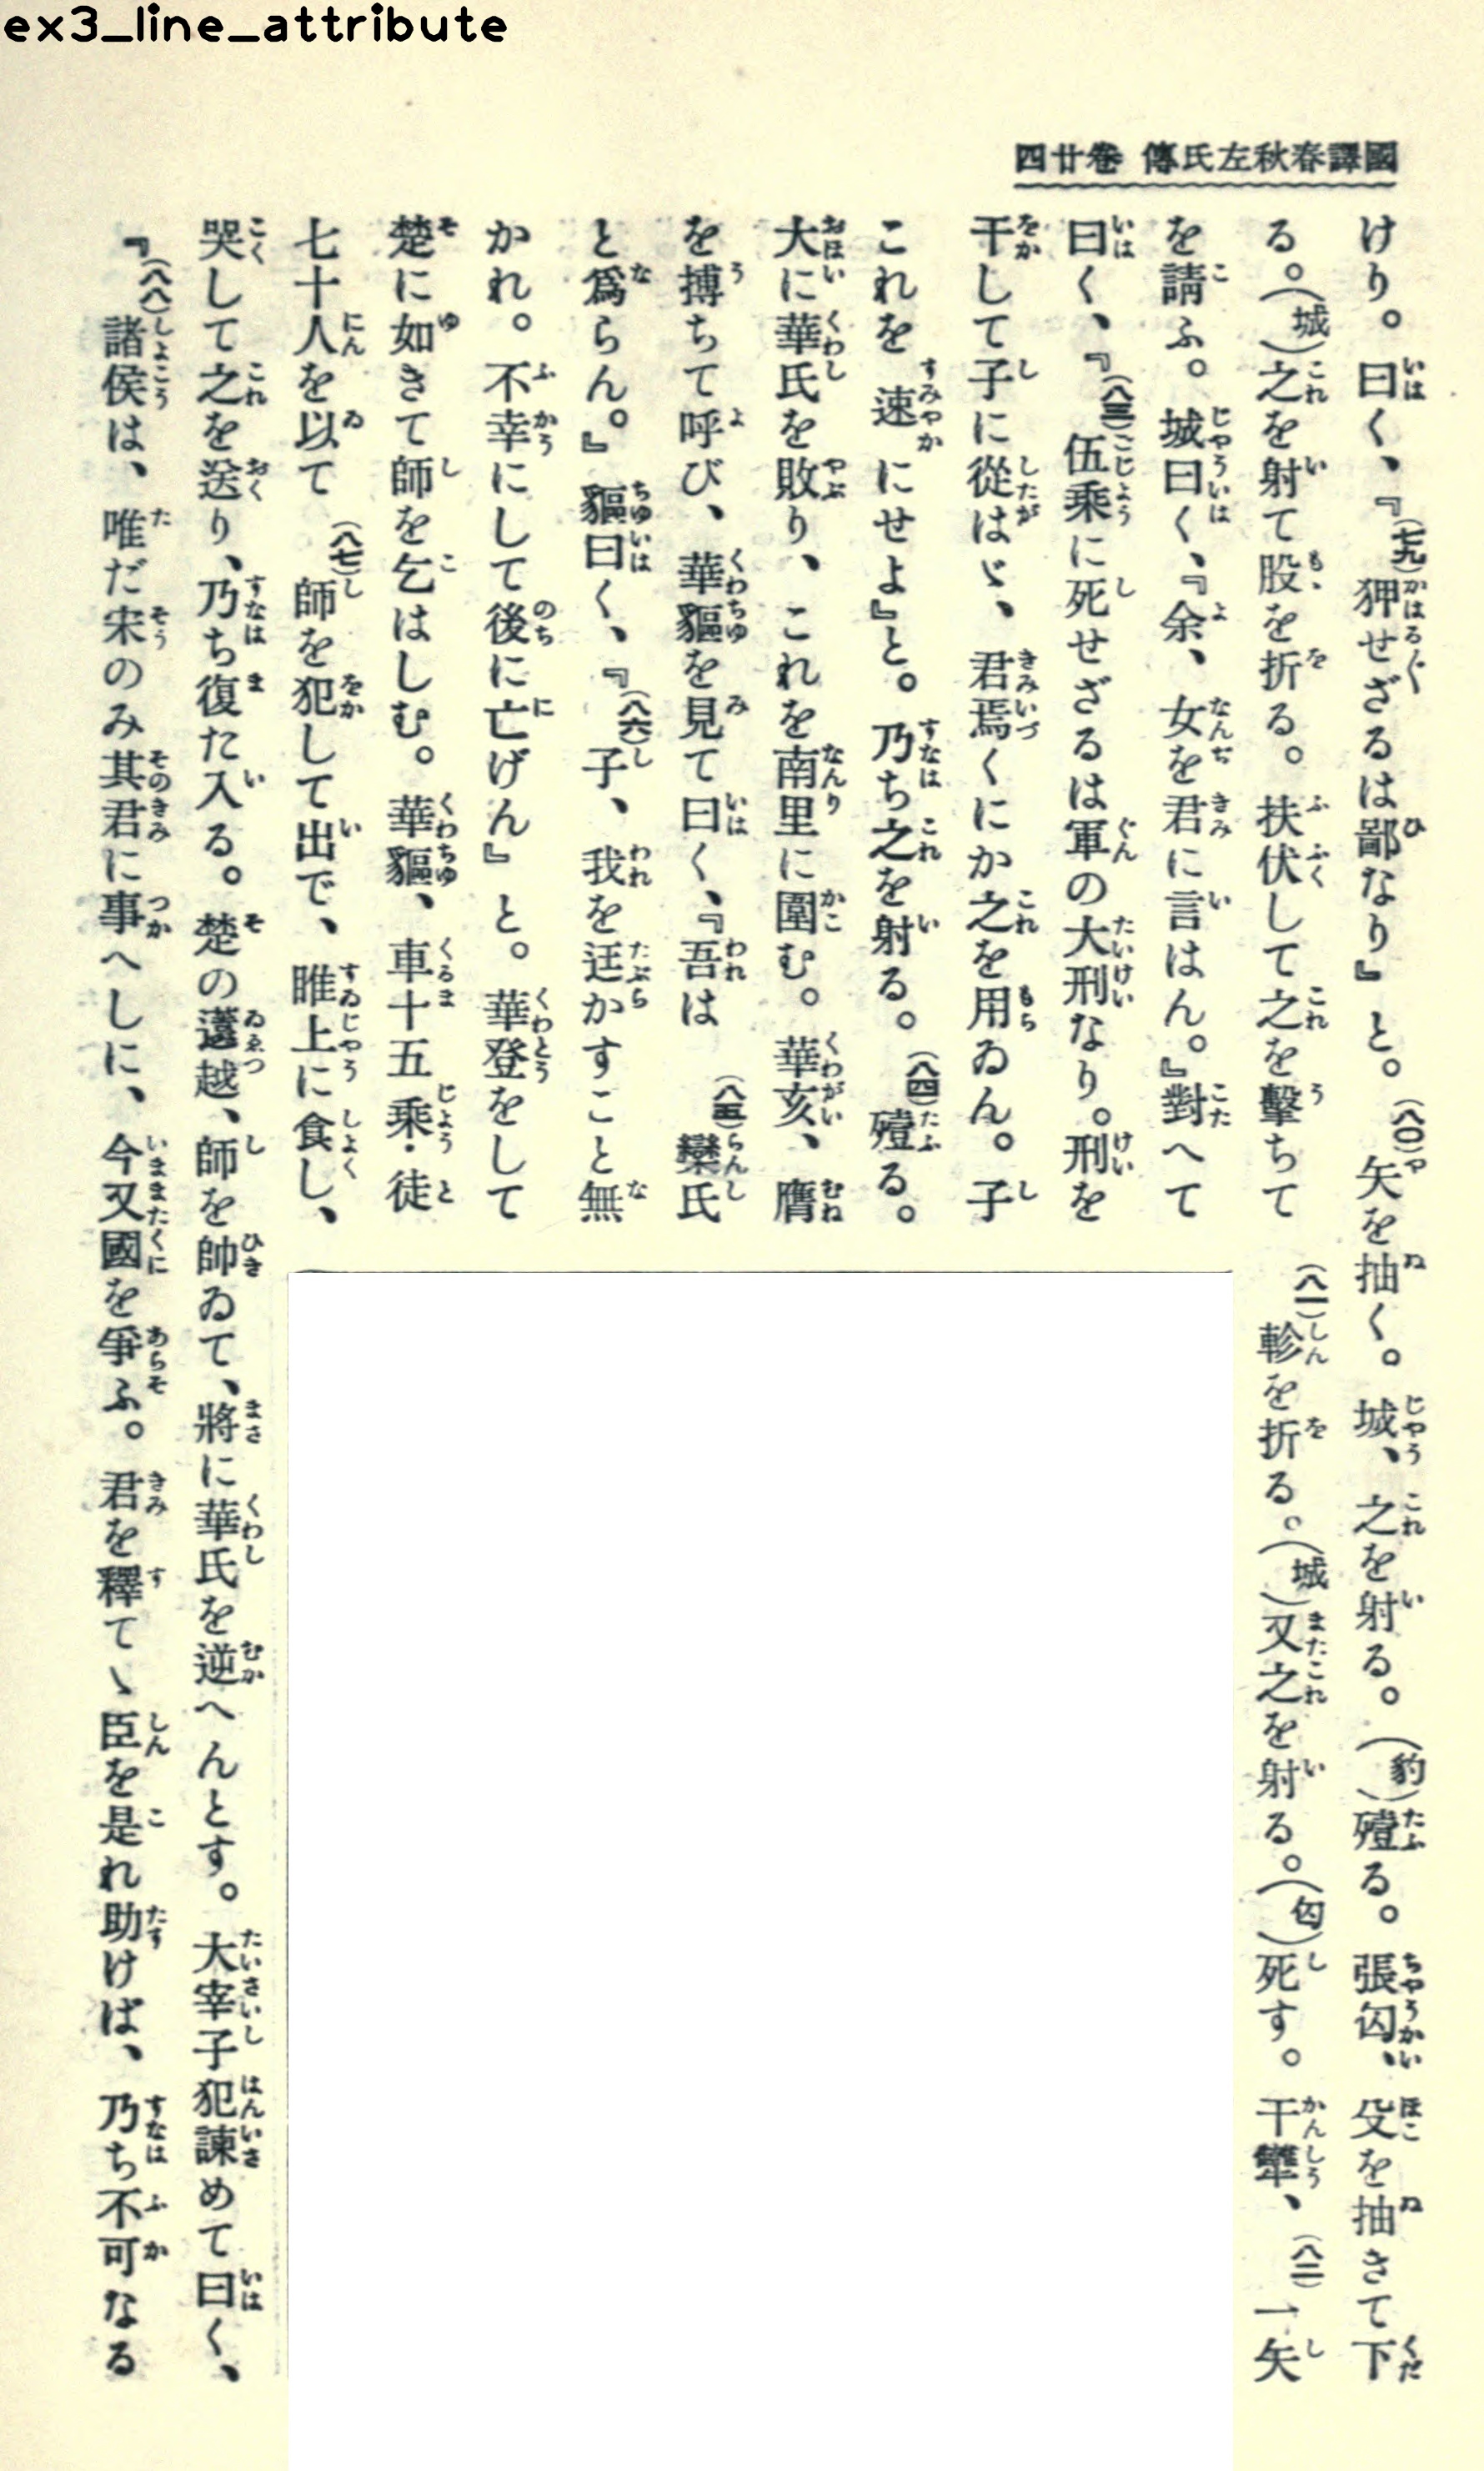 ex3_line_attribute
國譯春秋左氏傳 卷廿四
けり。曰く、『(七九)狎せざるは鄙なり』と。(八〇)矢を抽く。城、之を射る。(豹)殪る。張匄、殳を抽きて下
る。(城)之を射て股を折る。扶伏して之を擊ちて(八一)軫を折る。(城)又之を射る。(匄)死す。干犫、(八二)一矢
を請ふ。城曰く、『余、女を君に言はん。』對へて
曰く、『(八三)伍乘に死せざるは軍の大刑なり。刑を
干して子に從はゞ、君焉くにか之を用ゐん。子
これを速にせよ』と。乃ち之を射る。(八四)殪る。
大に華氏を敗り、これを南里に圍む。華亥、膺
を搏ちて呼び、華貙を見て曰く、『吾は(八五)欒氏
と爲らん。』貙曰く、『(八六)子、我を迋かすこと無
かれ。不幸にして後に亡げん』と。華登をして
楚に如きて師を乞はしむ。華貙、車十五乘・徒
七十人を以て(八七)師を犯して出で、睢上に食し、
哭して之を送り、乃ち復た入る。楚の薳越、師を帥ゐて、將に華氏を逆へんとす。大宰子犯諫めて曰く、
『(八八)諸侯は、唯だ宋のみ其君に事へしに、今又國を爭ふ。君を釋てゝ臣を是れ助けば、乃ち不可なる